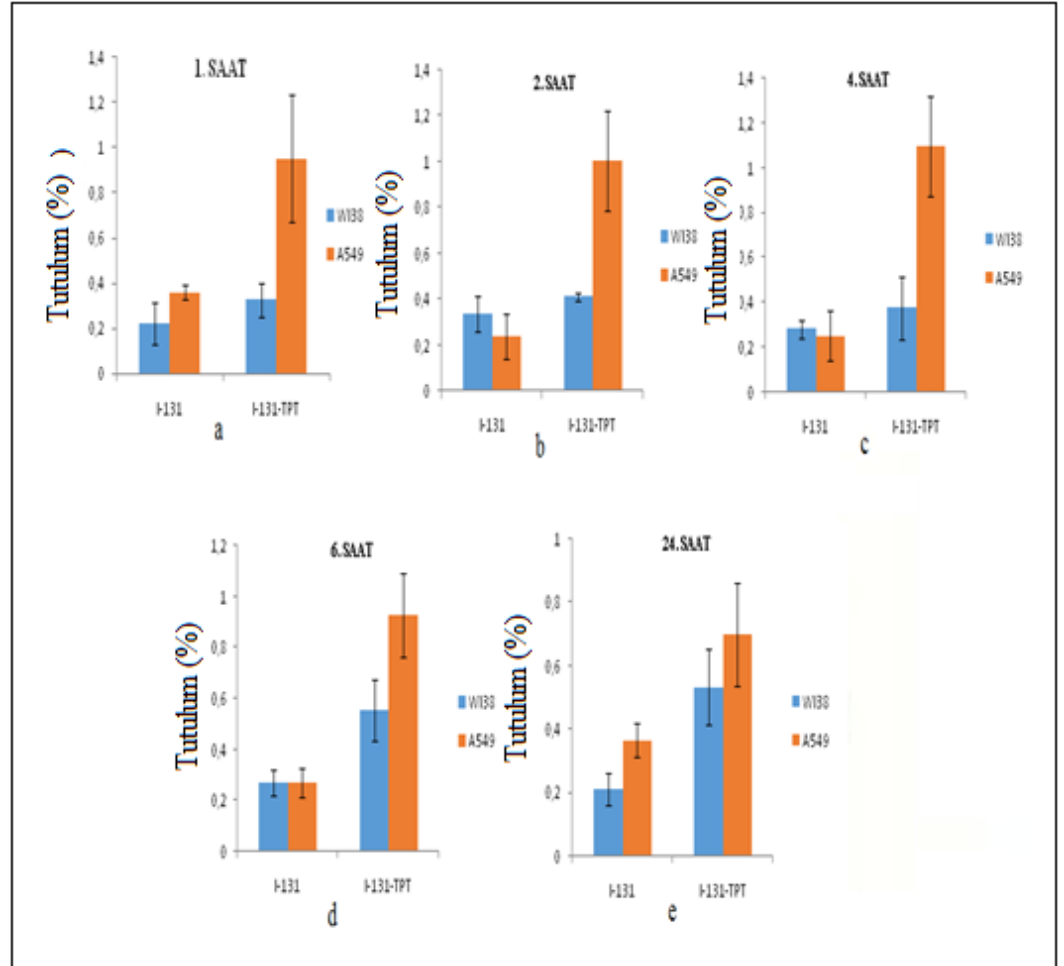 1.SAAT
Tutulum (%) )
1,4
1,2
1
0,8
0,6
0,4
0,2
0
I-131 I-131-TPT
WI38
A549
a
2.SAAT
Tutulum (%)
1,4
1,2
1
0,8
0,6
0,4
0,2
0
I-131 I-131-TPT
WI38
A549
b
4.SAAT
Tutulum (%)
1,4
1,2
1
0,8
0,6
0,4
0,2
0
I-131 I-131-TPT
WI38
A549
c
6.SAAT
Tutulum (%)
1,2
1
0,8
0,6
0,4
0,2
0
I-131 I-131-TPT
WI38
A549
d
24.SAAT
Tutulum (%)
1
0,8
0,6
0,4
0,2
0
I-131 I-131-TPT
WI38
A549
e